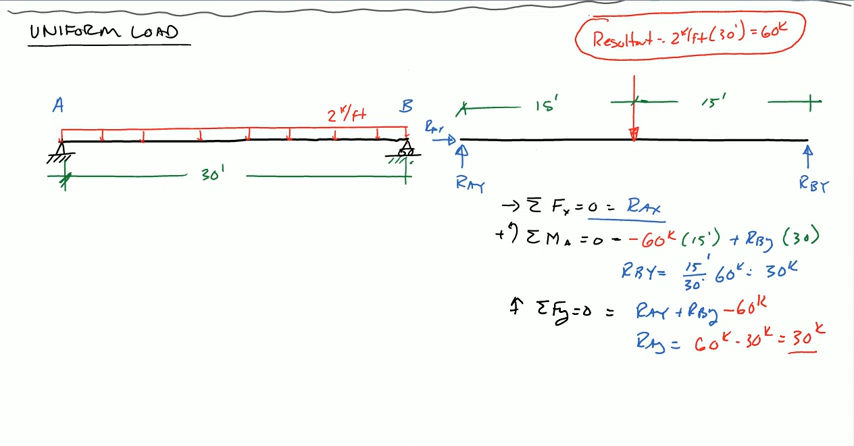 UNIFORM LOAD
Resultant = 2ᴷ/ft (30') = 60ᴷ
A
B
2ᴷ/ft
30'
15'
15'
RAX
RAY
RBY
→ Σ Fx = 0 = RAX
+↑ Σ MA = 0 = -60ᴷ (15') + RBy (30)
RBY = 15'/30' 60ᴷ = 30ᴷ
↑ ΣFy = 0 = RAY + RBy - 60ᴷ
RAy = 60ᴷ - 30ᴷ = 30ᴷ